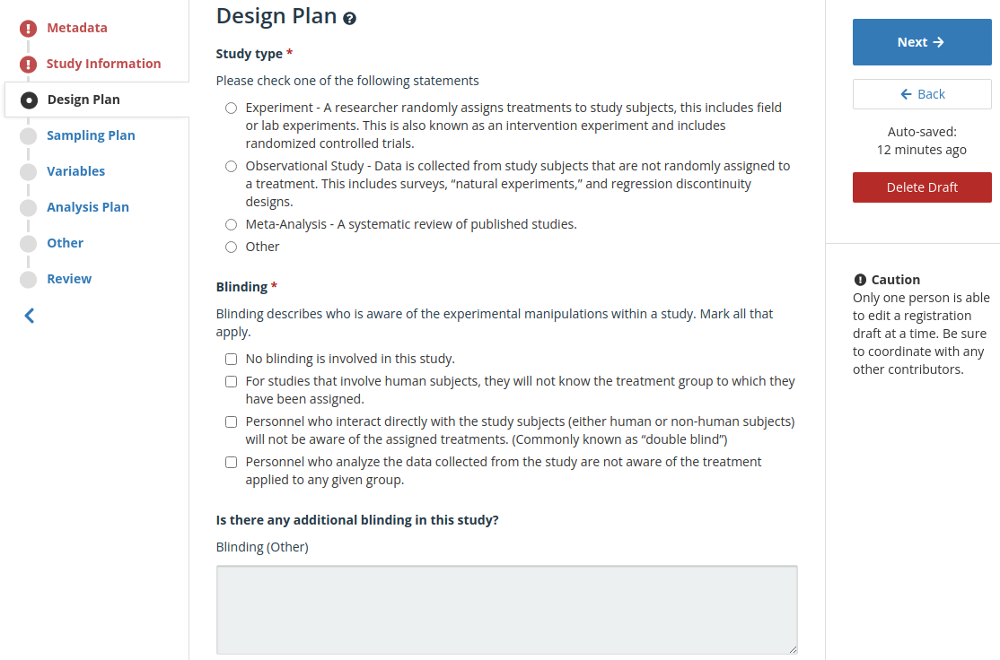 Metadata
Study Information
Design Plan
Sampling Plan
Variables
Analysis Plan
Other
Review
Design Plan
Study type *
Please check one of the following statements
Experiment - A researcher randomly assigns treatments to study subjects, this includes field
or lab experiments. This is also known as an intervention experiment and includes
randomized controlled trials.
Observational Study - Data is collected from study subjects that are not randomly assigned to
a treatment. This includes surveys, “natural experiments,” and regression discontinuity
designs.
Meta-Analysis - A systematic review of published studies.
Other
Blinding *
Blinding describes who is aware of the experimental manipulations within a study. Mark all that
apply.
No blinding is involved in this study.
For studies that involve human subjects, they will not know the treatment group to which they
have been assigned.
Personnel who interact directly with the study subjects (either human or non-human subjects)
will not be aware of the assigned treatments. (Commonly known as “double blind”)
Personnel who analyze the data collected from the study are not aware of the treatment
applied to any given group.
Is there any additional blinding in this study?
Blinding (Other)
Next
Back
Auto-saved:
12 minutes ago
Delete Draft
Caution
Only one person is able
to edit a registration
draft at a time. Be sure
to coordinate with any
other contributors.